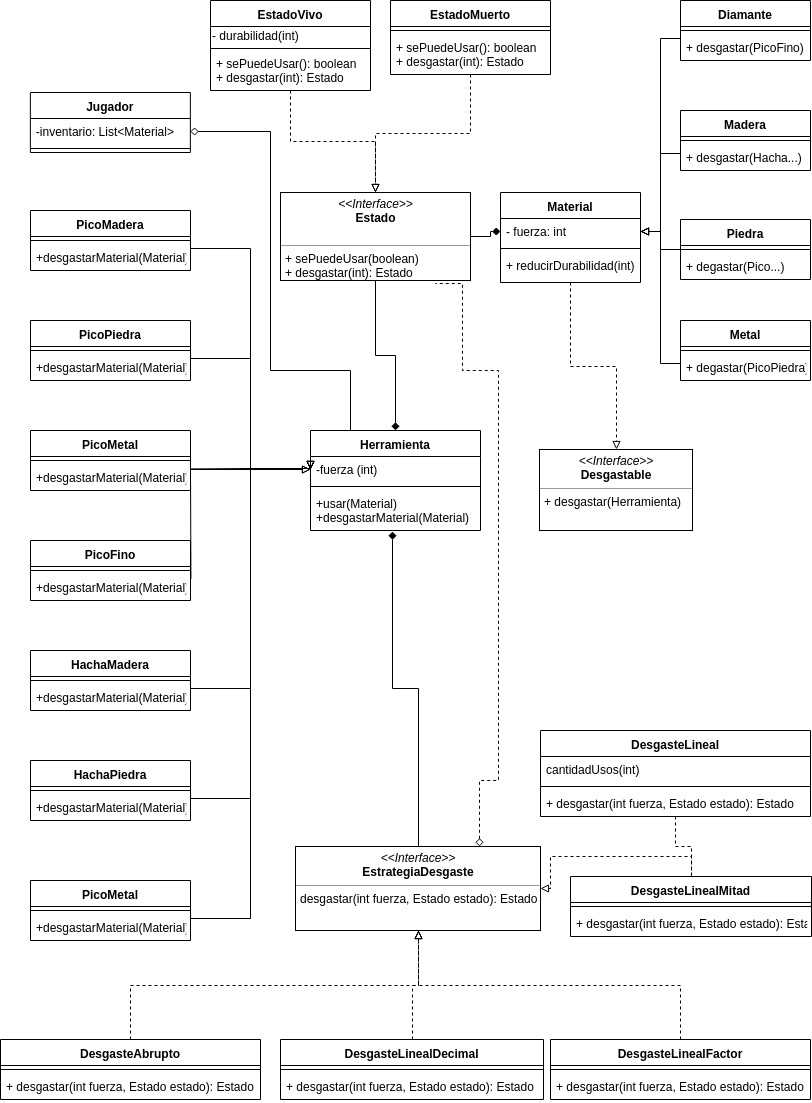 EstadoVivo
- durabilidad(int)
+ sePuedeUsar(): boolean
+ desgastar(int): Estado
EstadoMuerto
+ sePuedeUsar(): boolean
+ desgastar(int): Estado
Diamante
+ desgastar(PicoFino)
Jugador
-inventario: List<Material>
Madera
+ desgastar(Hacha...)
<<Interface>>
Estado
+ sePuedeUsar(boolean)
+ desgastar(int): Estado
Material
- fuerza: int
+ reducirDurabilidad(int)
PicoMadera
+desgastarMaterial(Material)
Piedra
+ degastar(Pico...)
PicoPiedra
+desgastarMaterial(Material)
Metal
+ degastar(PicoPiedra)
PicoMetal
+desgastarMaterial(Material)
Herramienta
-fuerza (int)
+usar(Material)
+desgastarMaterial(Material)
<<Interface>>
Desgastable
+ desgastar(Herramienta)
PicoFino
+desgastarMaterial(Material)
HachaMadera
+desgastarMaterial(Material)
HachaPiedra
+desgastarMaterial(Material)
DesgasteLineal
cantidadUsos(int)
+ desgastar(int fuerza, Estado estado): Estado
PicoMetal
+desgastarMaterial(Material)
<<Interface>>
EstrategiaDesgaste
desgastar(int fuerza, Estado estado): Estado
DesgasteLinealMitad
+ desgastar(int fuerza, Estado estado): Esta
DesgasteAbrupto
+ desgastar(int fuerza, Estado estado): Estado
DesgasteLinealDecimal
+ desgastar(int fuerza, Estado estado): Estado
DesgasteLinealFactor
+ desgastar(int fuerza, Estado estado): Estado